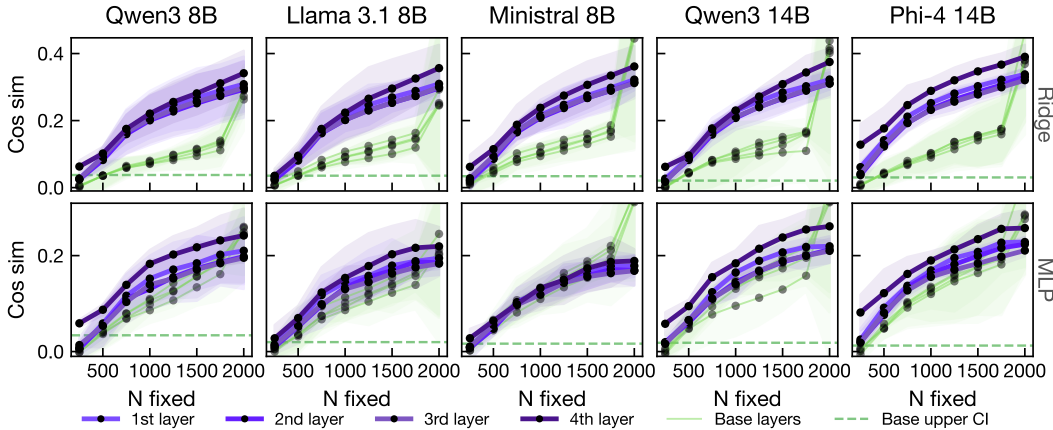 Qwen3 8B Llama 3.1 8B Ministral 8B Qwen3 14B Phi-4 14B
Cos sim
0.4
0.2
0.0
Ridge
Cos sim
0.2
0.0
MLP
500 1000 1500 2000 500 1000 1500 2000 500 1000 1500 2000 500 1000 1500 2000 500 1000 1500 2000
N fixed N fixed N fixed N fixed N fixed
1st layer 2nd layer 3rd layer 4th layer Base layers Base upper CI